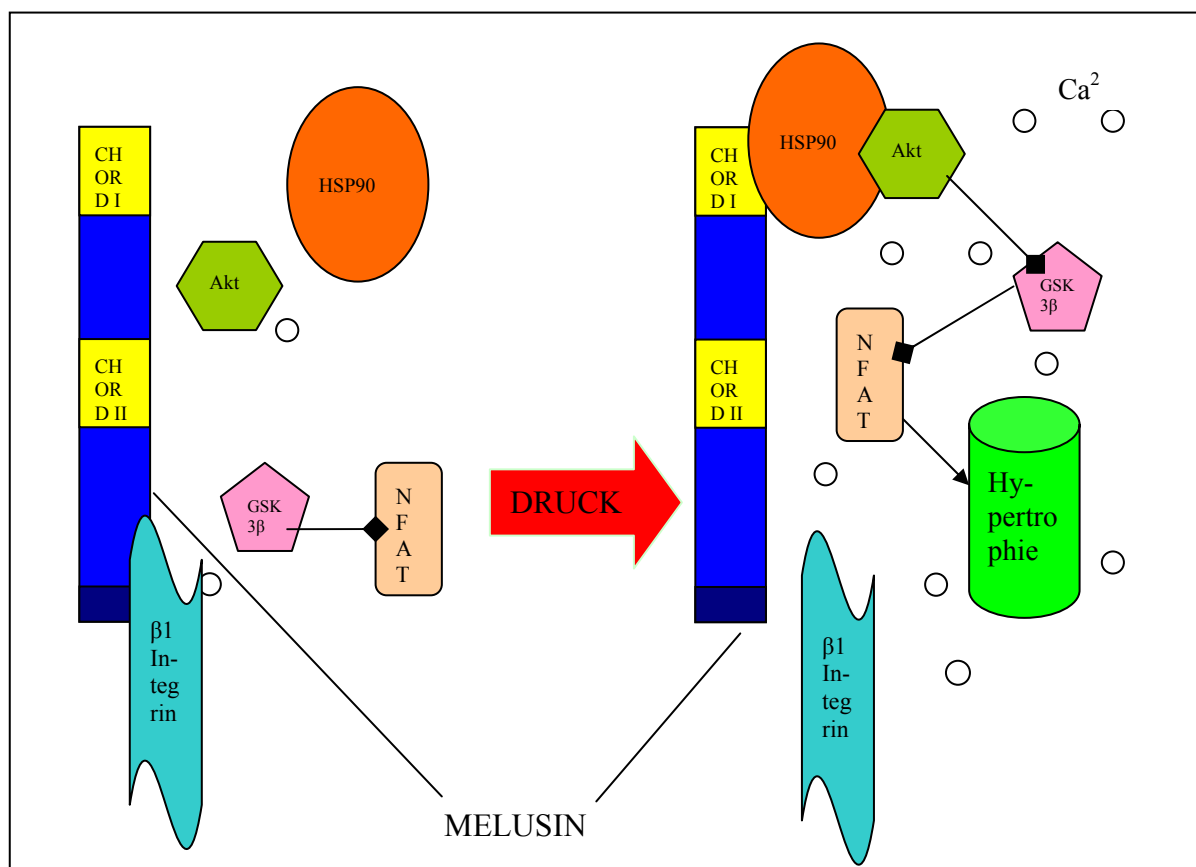 CH
OR
D I
HSP90
Akt
CH
OR
D II
GSK
3β
N
F
A
T
β1
In-
teg
rin
DRUCK
CH
OR
D I
HSP90
Akt
Ca2
GSK
3β
N
F
A
T
CH
OR
D II
Hy-
pertro
phie
β1
In-
teg
rin
MELUSIN